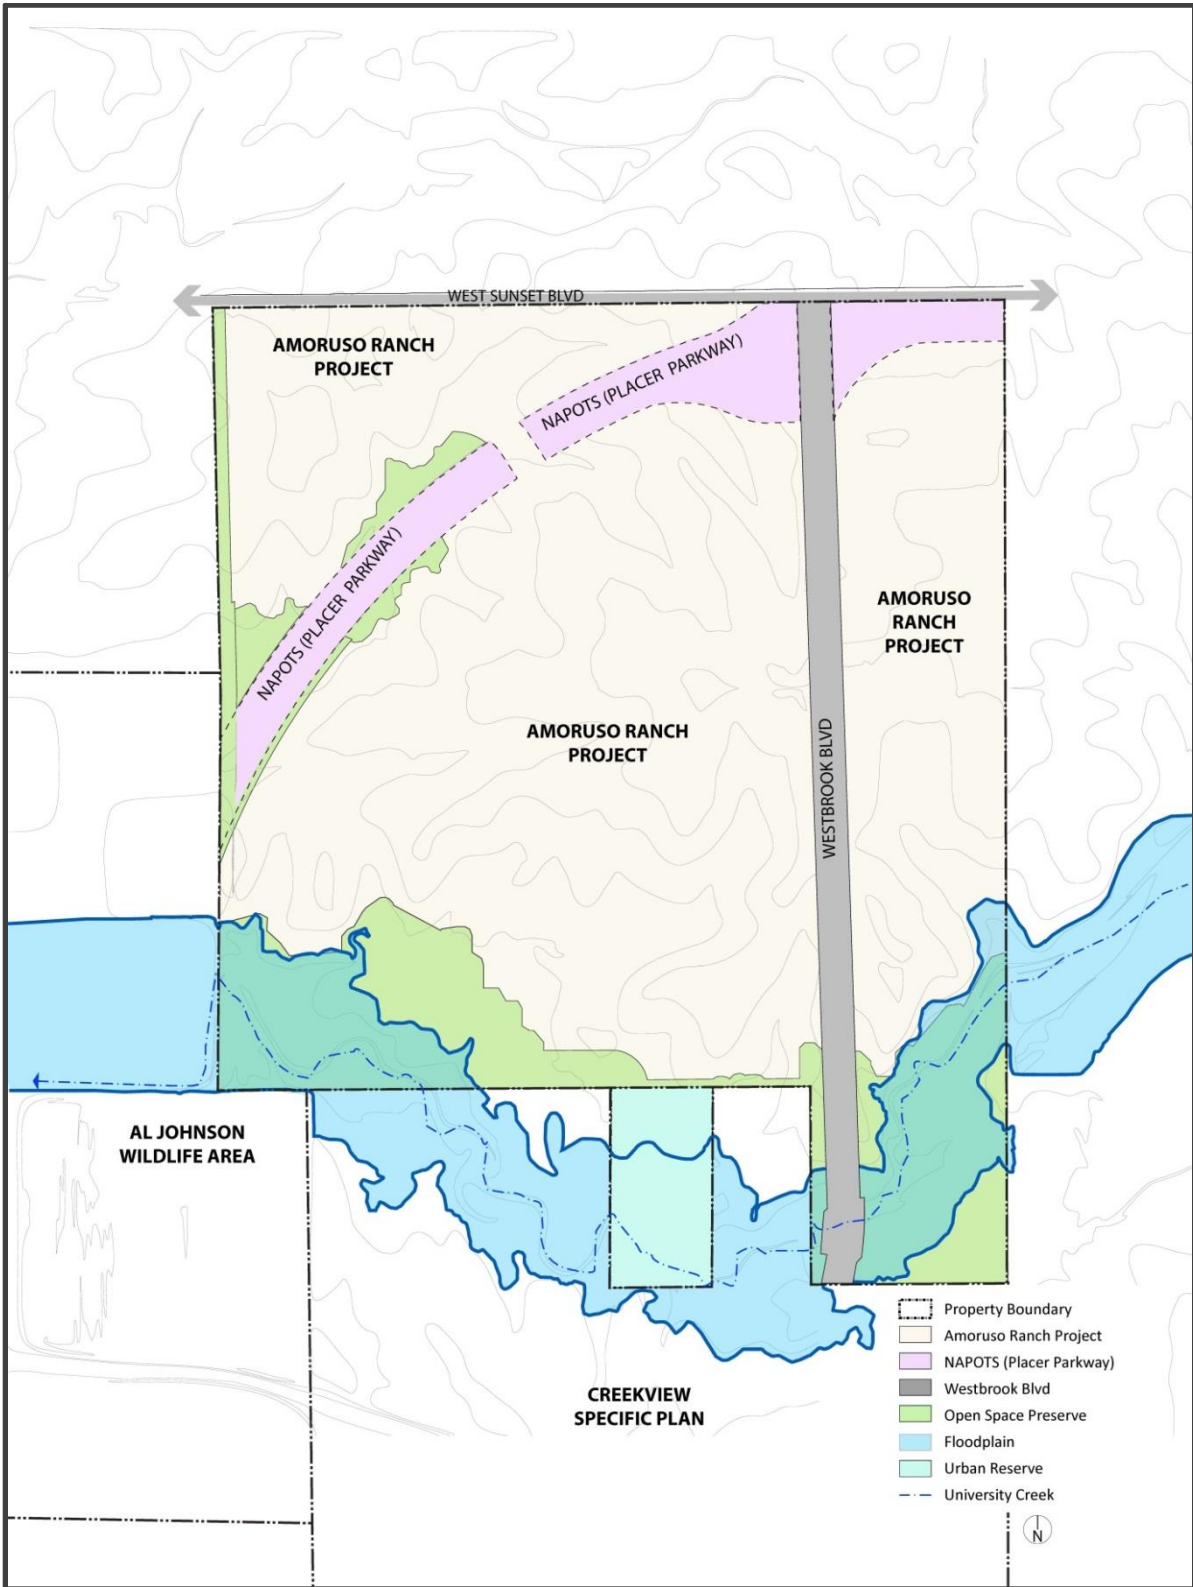 WEST SUNSET BLVD
AMORUSO RANCH
PROJECT
NAPOTS (PLACER PARKWAY)
NAPOTS (PLACER PARKWAY)
AMORUSO
RANCH
PROJECT
AMORUSO RANCH
PROJECT
WESTBROOK BLVD
AL JOHNSON
WILDLIFE AREA
CREEKVIEW
SPECIFIC PLAN
Property Boundary
Amoruso Ranch Project
NAPOTS (Placer Parkway)
Westbrook Blvd
Open Space Preserve
Floodplain
Urban Reserve
University Creek
N